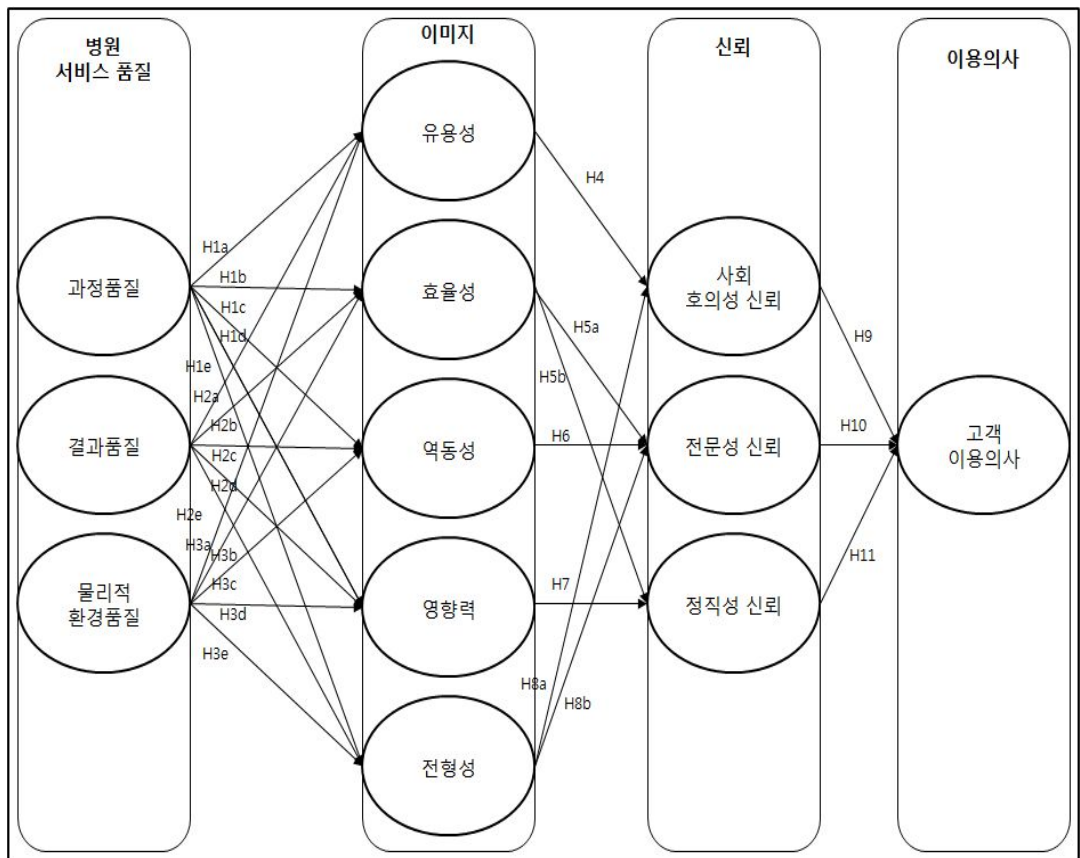 병원
서비스 품질
이미지
신뢰
이용의사
유용성
H4
과정품질
H1a
H1b
H1c
H1d
H1e
효율성
H5a
H5b
사회
호의성 신뢰
H9
결과품질
H2a
H2b
H2c
H2d
H2e
역동성
H6
전문성 신뢰
H10
고객
이용의사
물리적
환경품질
H3a
H3b
H3c
H3d
H3e
영향력
H7
정직성 신뢰
H11
전형성
H8a
H8b